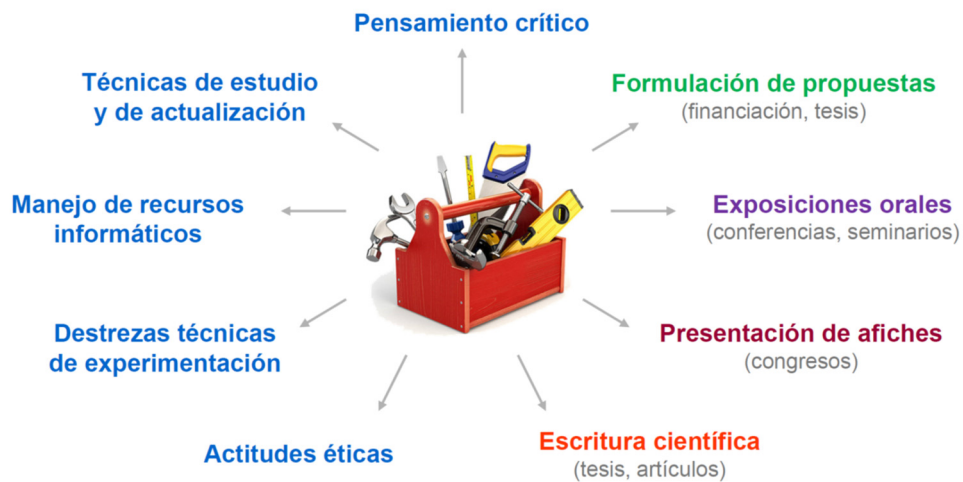 Pensamiento crítico
Técnicas de estudio
y de actualización
Formulación de propuestas
(financiación, tesis)
Manejo de recursos
informáticos
Exposiciones orales
(conferencias, seminarios)
Destrezas técnicas
de experimentación
Presentación de afiches
(congresos)
Actitudes éticas
Escritura científica
(tesis, artículos)